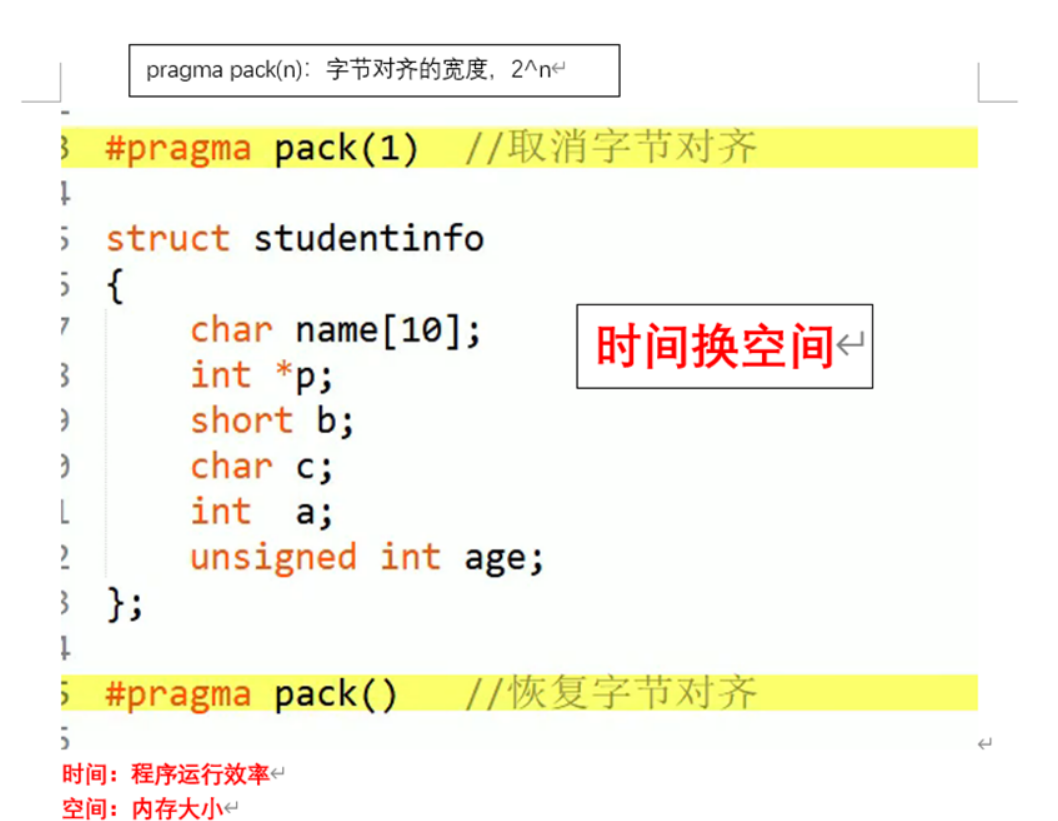 pragma pack(n)：字节对齐的宽度，2^n↵
3 #pragma pack(1) //取消字节对齐
4
5 struct studentinfo
6 {
7 char name[10];
8 int *p;
9 short b;
0 char c;
1 int a;
2 unsigned int age;
3 };
4
5 #pragma pack() //恢复字节对齐
时间换空间↵
时间：程序运行效率↵
空间：内存大小↵